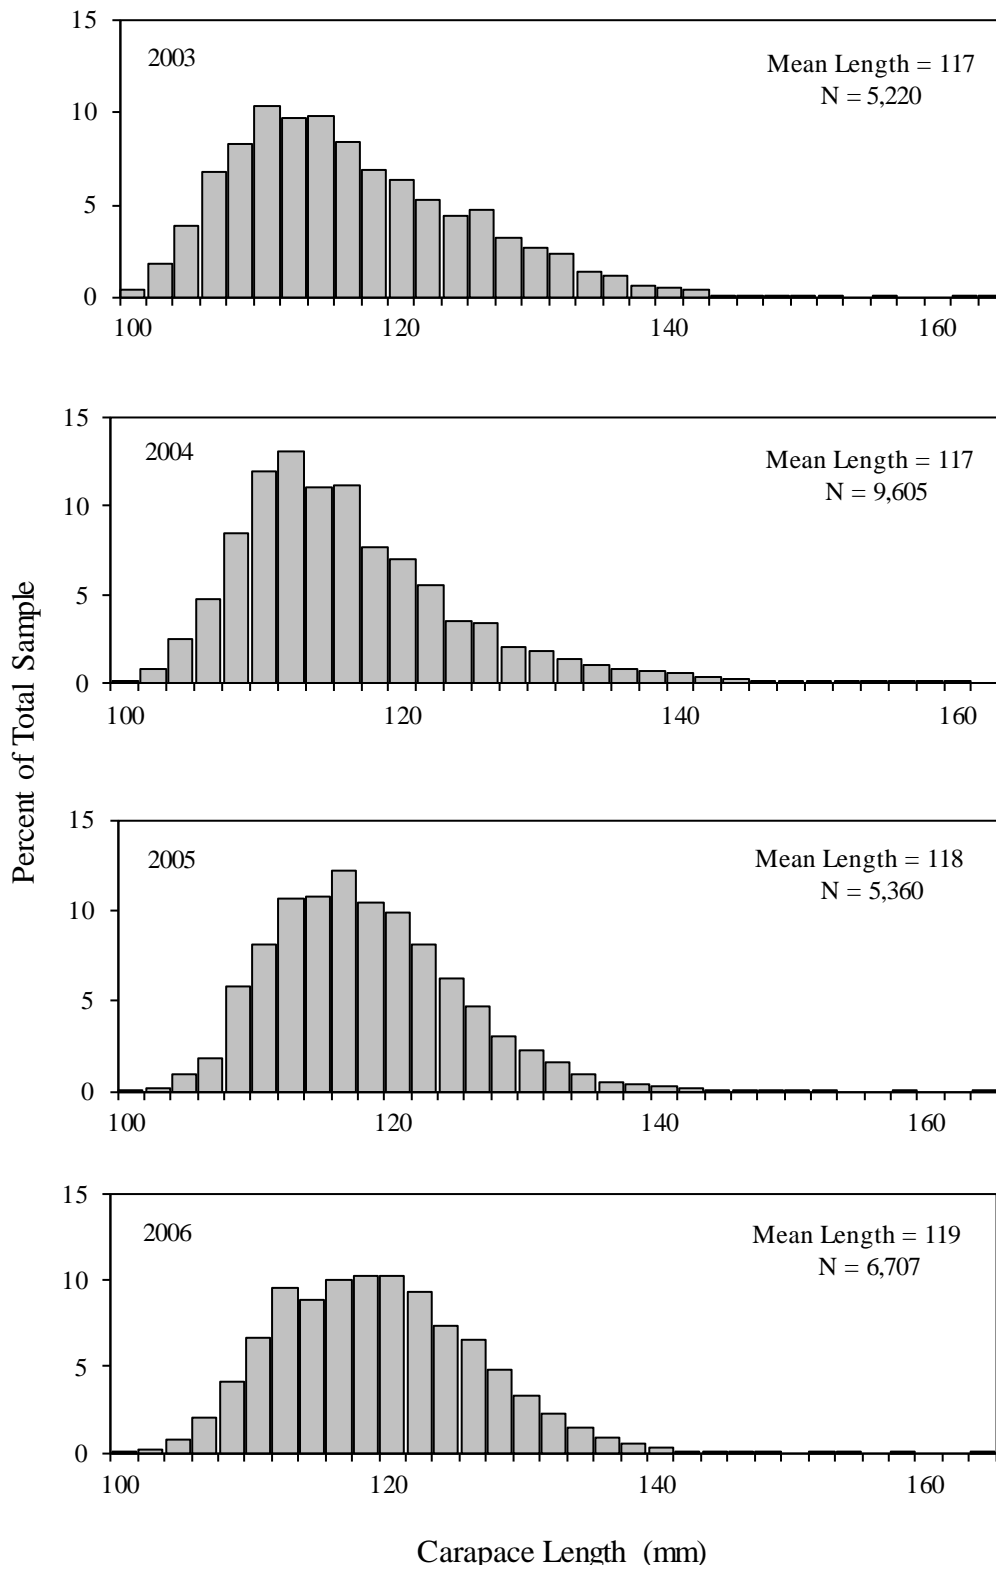 15
2003
Mean Length = 117
N = 5,220
10
5
0
100 120 140 160
15
2004
Mean Length = 117
N = 9,605
10
5
0
100 120 140 160
Percent of Total Sample
15
2005
Mean Length = 118
N = 5,360
10
5
0
100 120 140 160
15
2006
Mean Length = 119
N = 6,707
10
5
0
100 120 140 160
Carapace Length (mm)